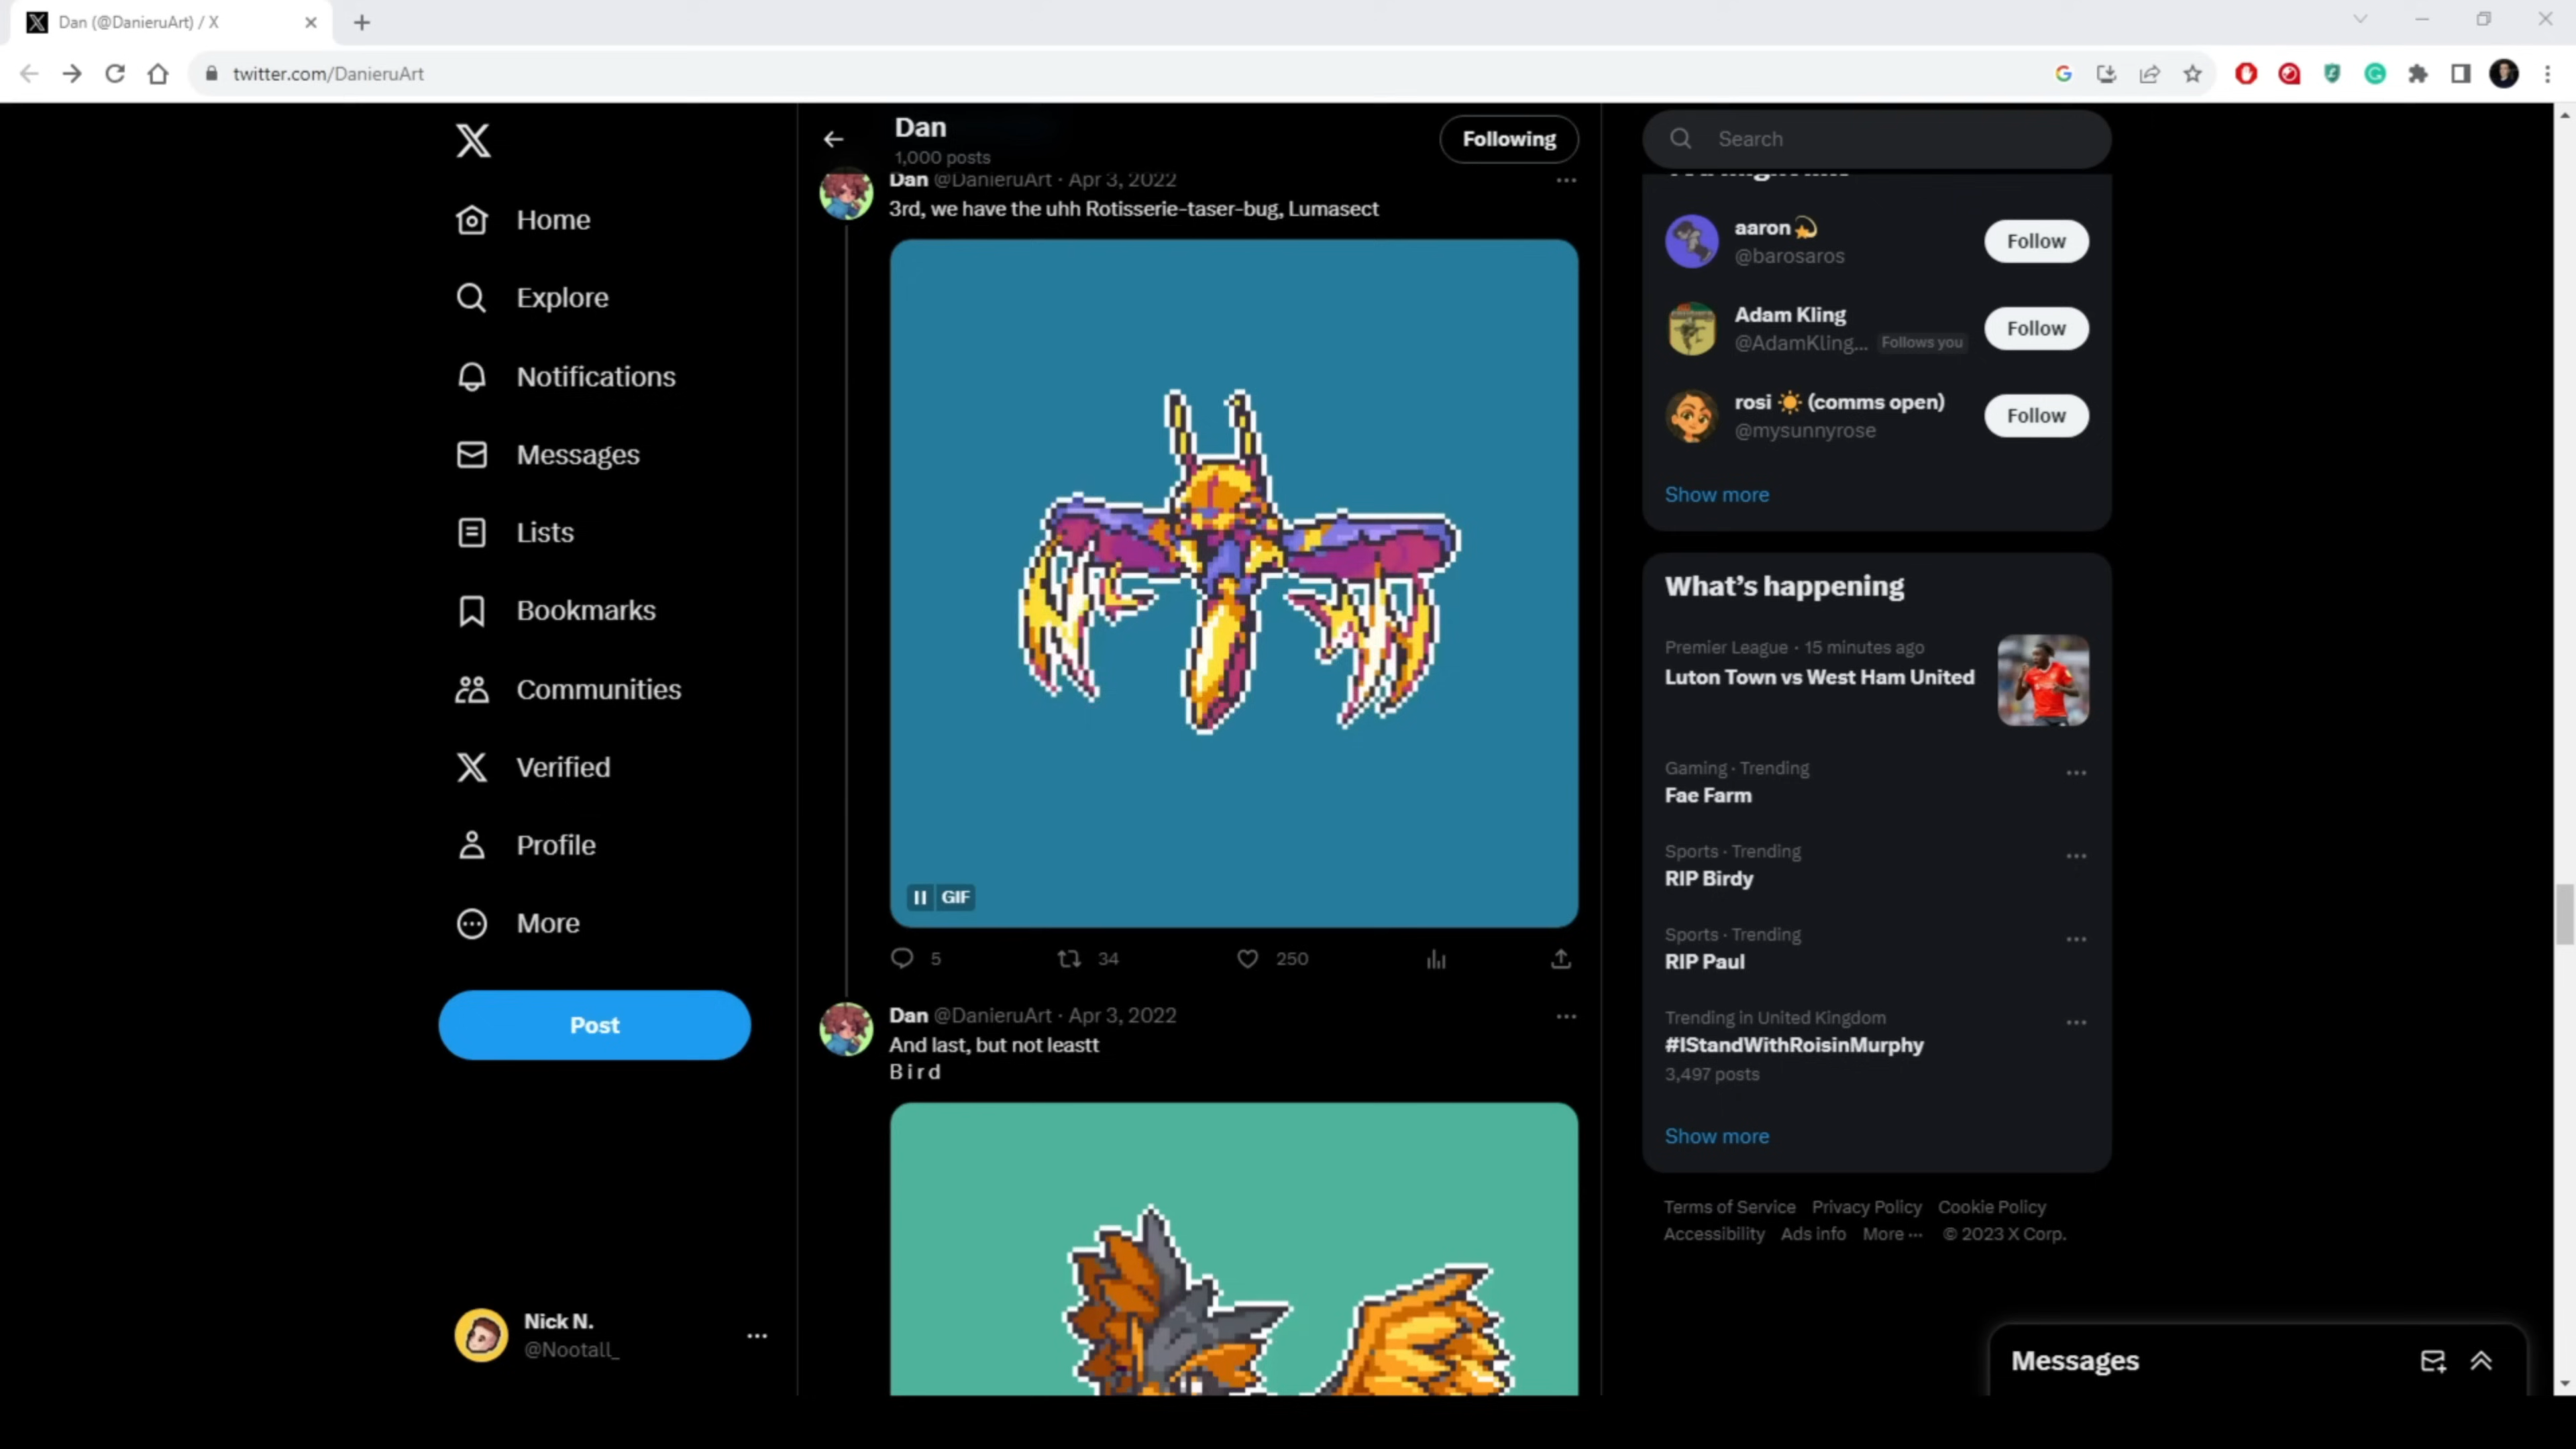 Dan (@DanieruArt) / X
twitter.com/DanieruArt
Home
Explore
Notifications
Messages
Lists
Bookmarks
Communities
Verified
Profile
More
Post
Nick N.
@Nootall_
Dan
1,000 posts
Following
Dan @DanieruArt · Apr 3, 2022
3rd, we have the uhh Rotisserie-taser-bug, Lumasect
GIF
5 34 250
Dan @DanieruArt · Apr 3, 2022
And last, but not leastt
B i r d
Search
You might like
aaron
@barosaros
Follow
Adam Kling
@AdamKling... Follows you
Follow
rosi ☀ (comms open)
@mysunnyrose
Follow
Show more
What's happening
Premier League · 15 minutes ago
Luton Town vs West Ham United
Gaming · Trending
Fae Farm
Sports · Trending
RIP Birdy
Sports · Trending
RIP Paul
Trending in United Kingdom
#IStandWithRoisinMurphy
3,497 posts
Show more
Terms of Service Privacy Policy Cookie Policy
Accessibility Ads info More ··· © 2023 X Corp.
Messages